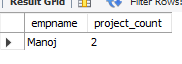 Result Grid Filter Rows:
empname project_count
Manoj 2